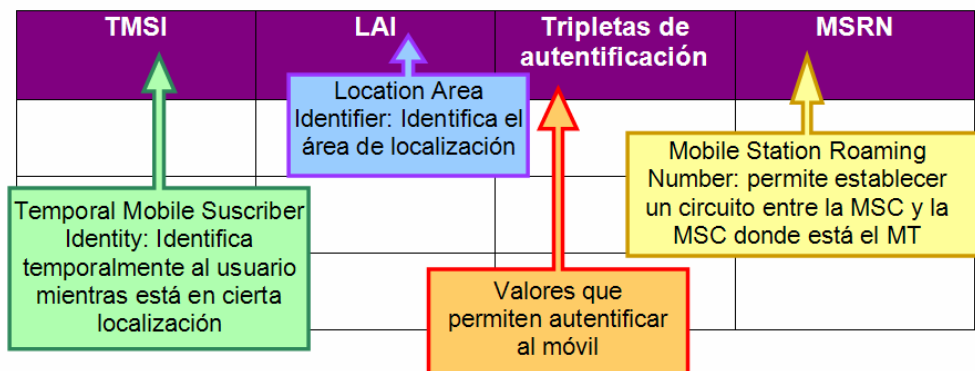 TMSI
LAI
Tripletas de
autentificación
MSRN
Location Area
Identifier: Identifica el
área de localización
Mobile Station Roaming
Number: permite establecer
un circuito entre la MSC y la
MSC donde está el MT
Temporal Mobile Suscriber
Identity: Identifica
temporalmente al usuario
mientras está en cierta
localización
Valores que
permiten autentificar
al móvil